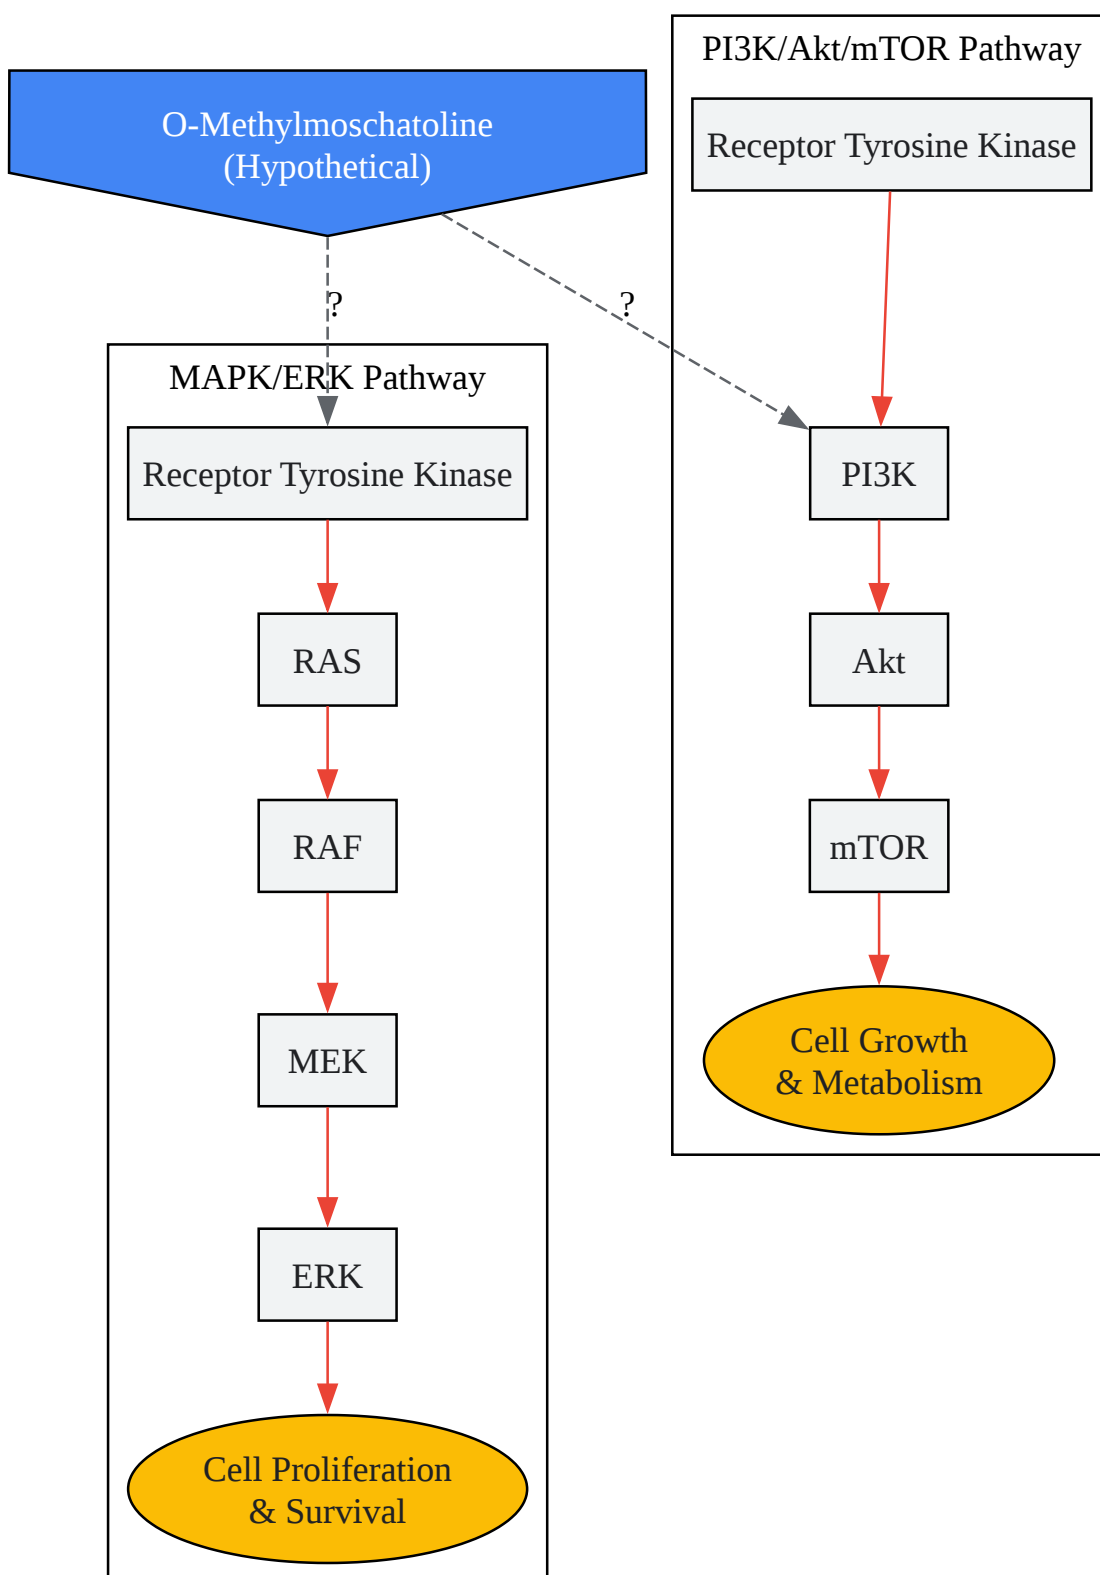 O-Methylmoschatoline
(Hypothetical)
?
?
MAPK/ERK Pathway
Receptor Tyrosine Kinase
RAS
RAF
MEK
ERK
Cell Proliferation
& Survival
PI3K/Akt/mTOR Pathway
Receptor Tyrosine Kinase
PI3K
Akt
mTOR
Cell Growth
& Metabolism